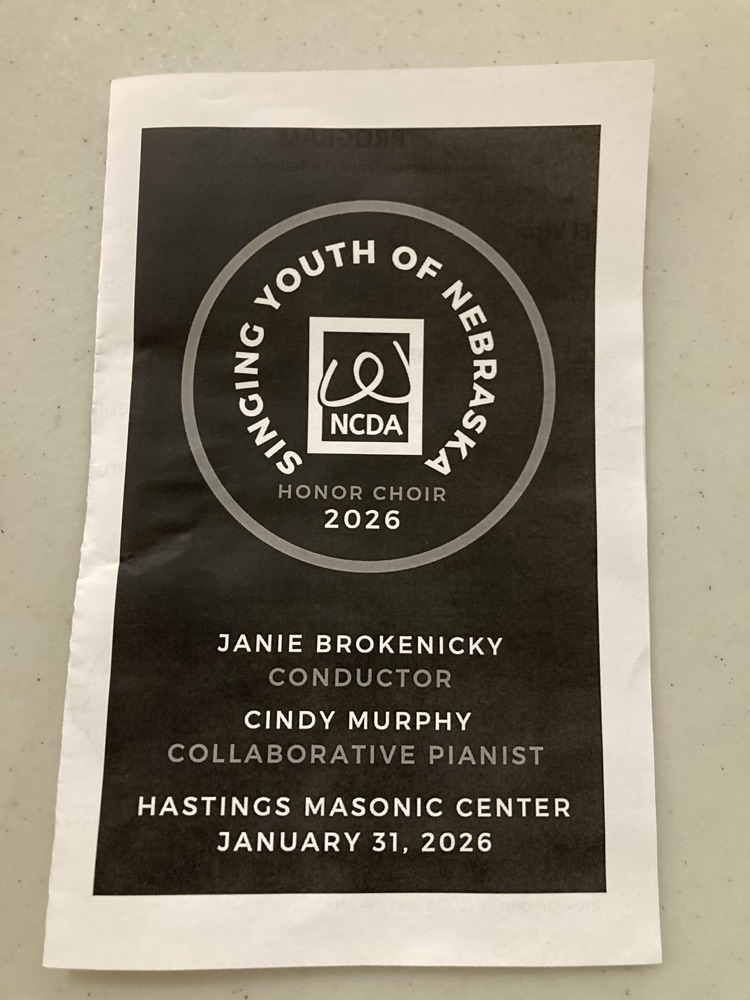 SINGING YOUTH OF NEBRASKA
NCDA
HONOR CHOIR
2026
JANIE BROKENICKY
CONDUCTOR
CINDY MURPHY
COLLABORATIVE PIANIST
HASTINGS MASONIC CENTER
JANUARY 31, 2026